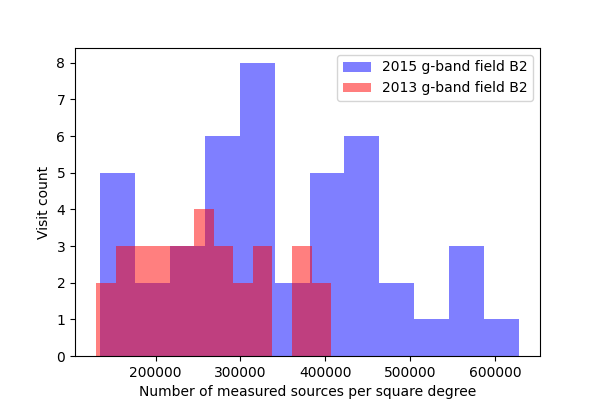 8
7
6
5
4
3
2
1
0
Visit count
2015 g-band field B2
2013 g-band field B2
200000 300000 400000 500000 600000
Number of measured sources per square degree